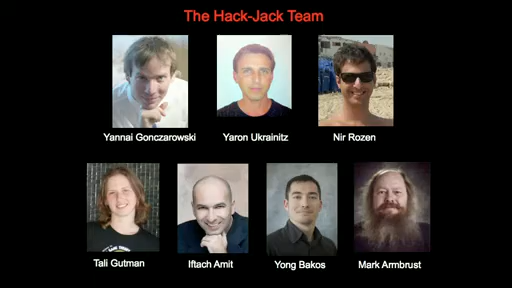 The Hack-Jack Team
Yannai Gonczarowski
Yaron Ukrainitz
Nir Rozen
Tali Gutman
Iftach Amit
Yong Bakos
Mark Armbrust